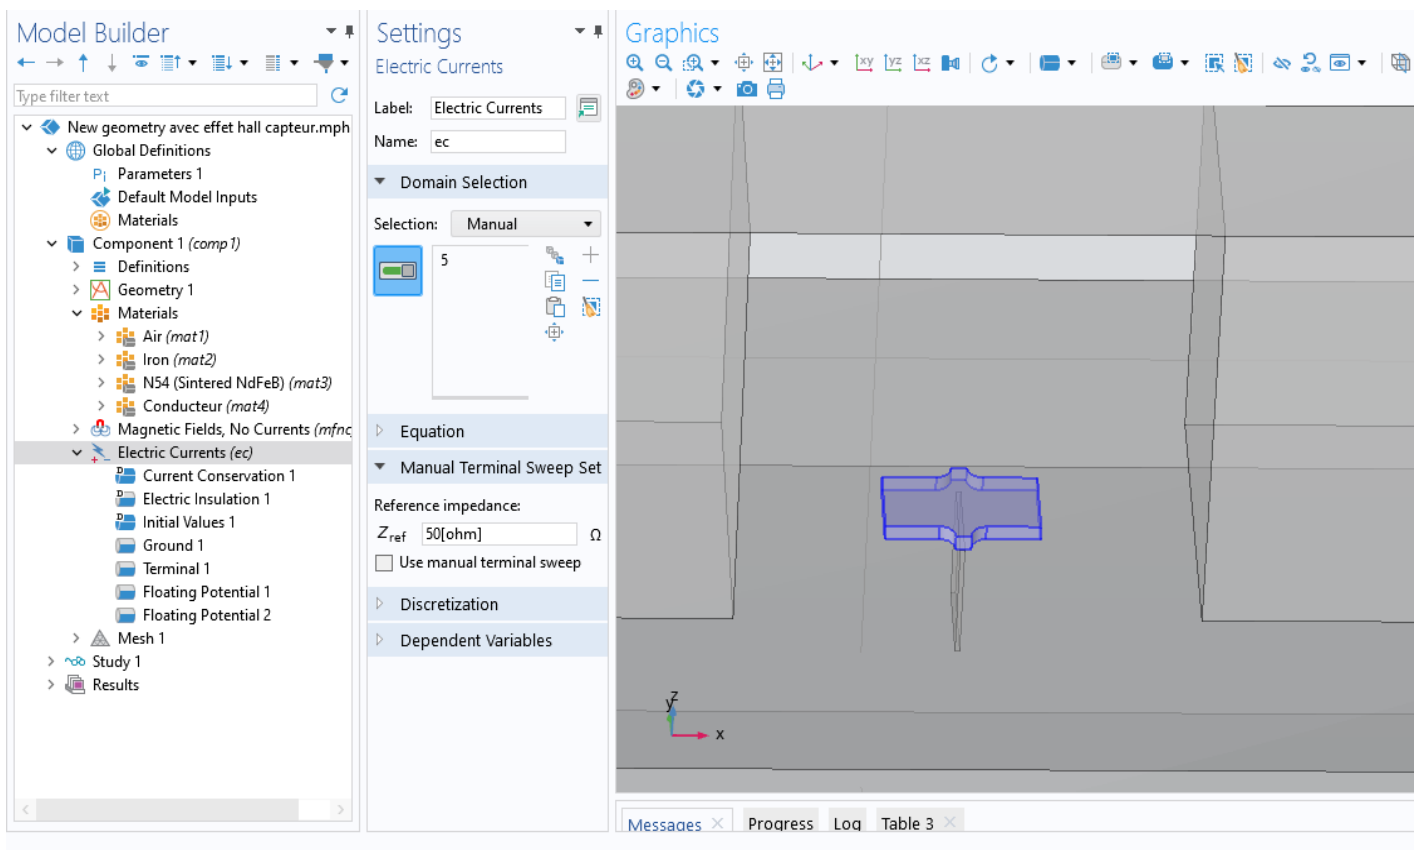 Model Builder
Type filter text
New geometry avec effet hall capteur.mph
Global Definitions
Pi Parameters 1
Default Model Inputs
Materials
Component 1 (comp1)
Definitions
Geometry 1
Materials
Air (mat1)
Iron (mat2)
N54 (Sintered NdFeB) (mat3)
Conducteur (mat4)
Magnetic Fields, No Currents (mfnc
Electric Currents (ec)
Current Conservation 1
Electric Insulation 1
Initial Values 1
Ground 1
Terminal 1
Floating Potential 1
Floating Potential 2
Mesh 1
Study 1
Results
Settings
Electric Currents
Label: Electric Currents
Name: ec
Domain Selection
Selection: Manual
5
Equation
Manual Terminal Sweep Set
Reference impedance:
Zref 50[ohm] Ω
Use manual terminal sweep
Discretization
Dependent Variables
Graphics
xy yz xz
z
y
x
Messages Progress Log Table 3